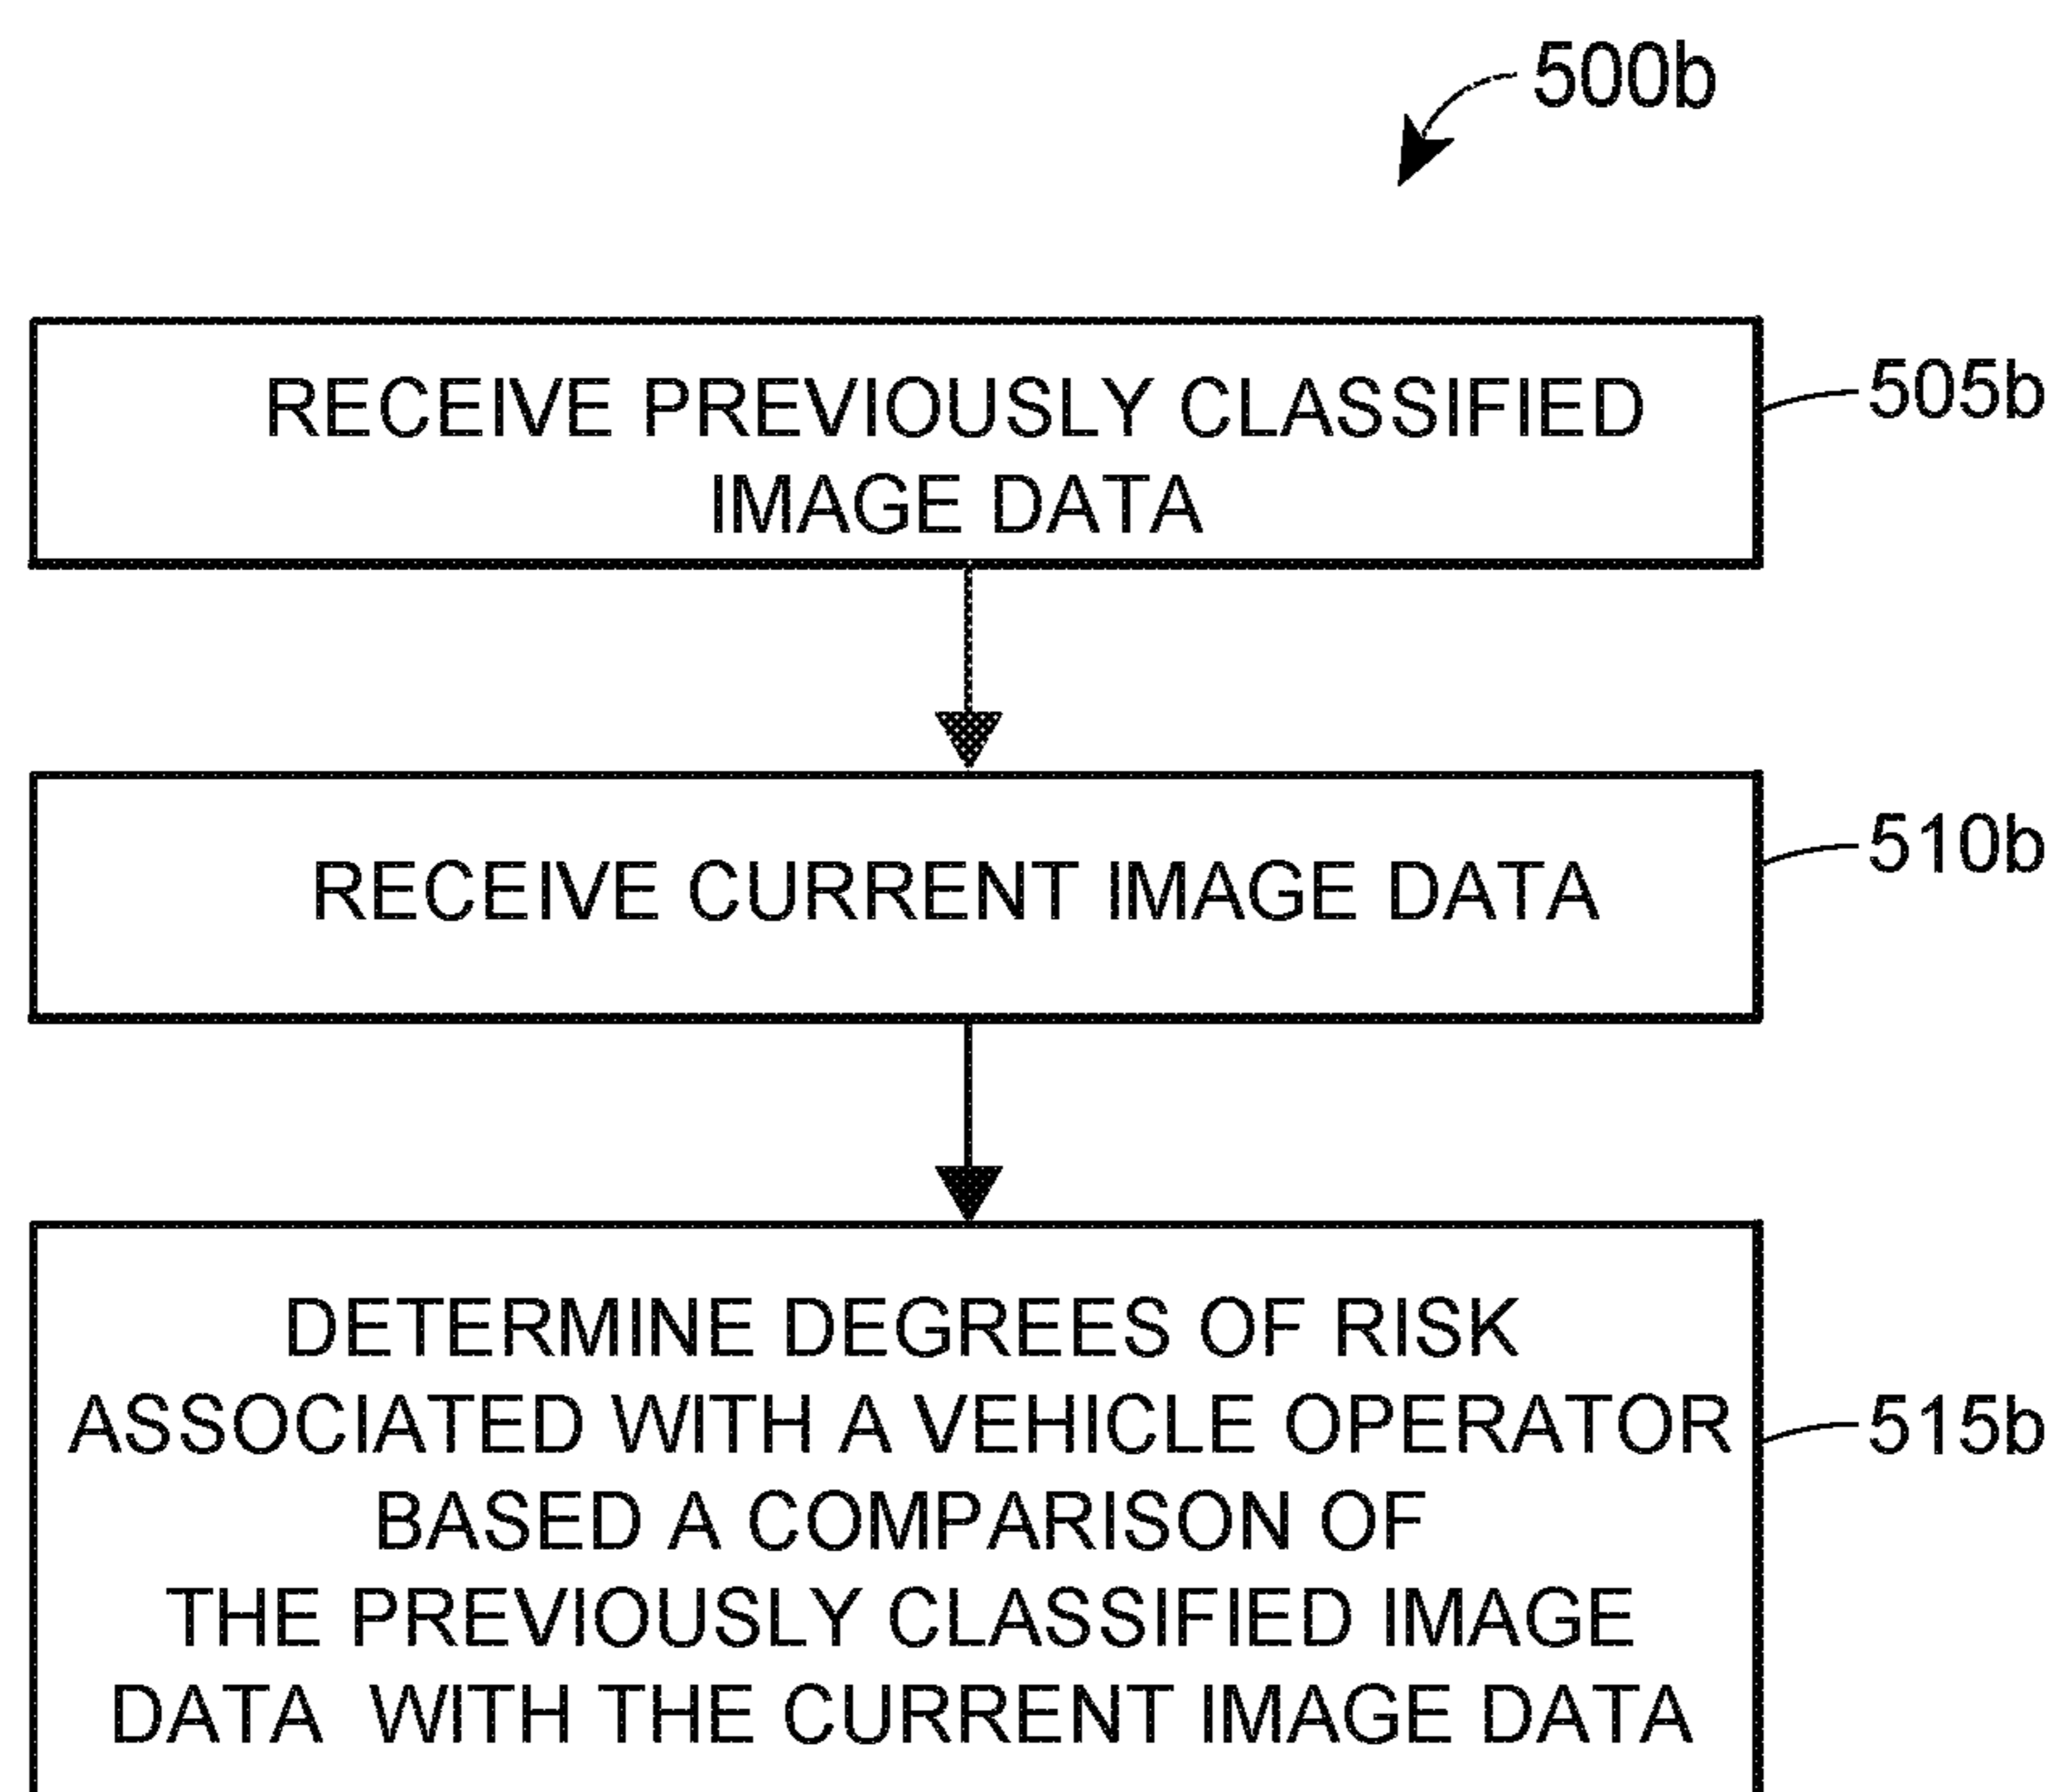 500b
RECEIVE PREVIOUSLY CLASSIFIED
IMAGE DATA
505b
RECEIVE CURRENT IMAGE DATA
510b
DETERMINE DEGREES OF RISK
ASSOCIATED WITH A VEHICLE OPERATOR
BASED A COMPARISON OF
THE PREVIOUSLY CLASSIFIED IMAGE
DATA WITH THE CURRENT IMAGE DATA
515b